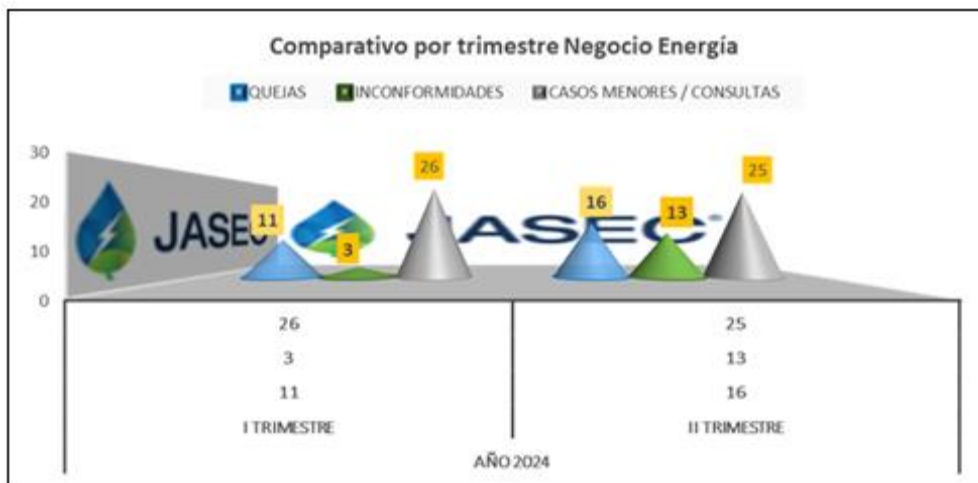 Comparativo por trimestre Negocio Energía
QUEJAS INCONFORMIDADES CASOS MENORES / CONSULTAS
30
20
10
0
JASEC
JASEC
11
3
26
16
13
25
26 25
3 13
11 16
I TRIMESTRE II TRIMESTRE
AÑO 2024